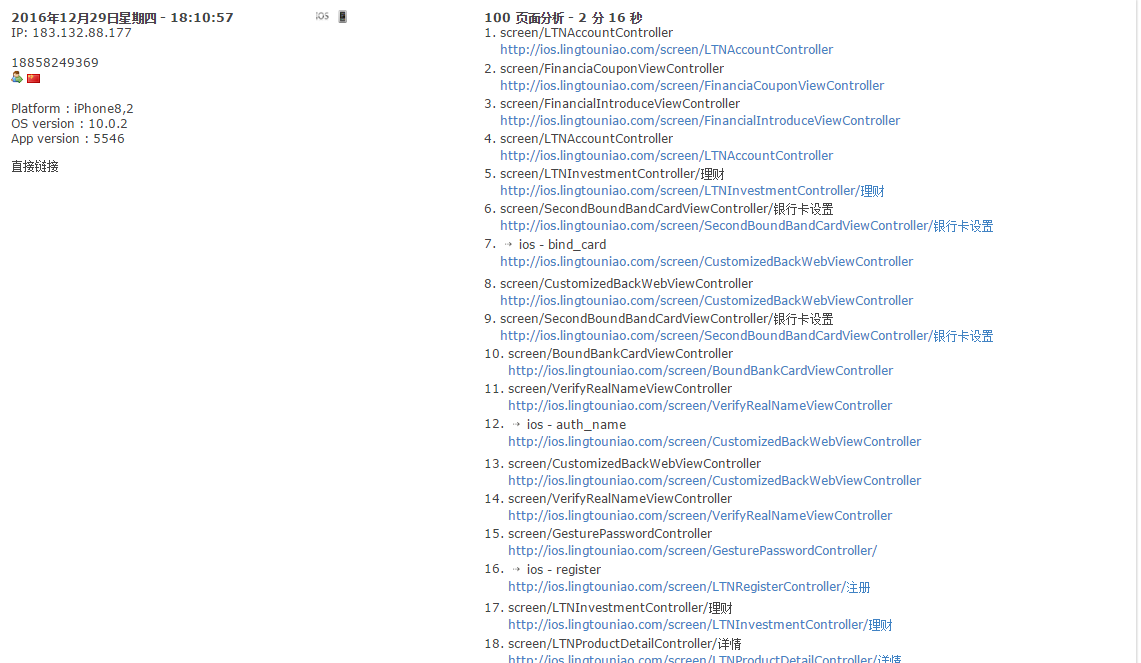 2016年12月29日星期四 - 18:10:57
iOS
IP: 183.132.88.177
18858249369
Platform : iPhone8,2
OS version : 10.0.2
App version : 5546
直接链接
100 页面分析 - 2 分 16 秒
1. screen/LTNAccountController
http://ios.lingtouniao.com/screen/LTNAccountController
2. screen/FinanciaCouponViewController
http://ios.lingtouniao.com/screen/FinanciaCouponViewController
3. screen/FinancialIntroduceViewController
http://ios.lingtouniao.com/screen/FinancialIntroduceViewController
4. screen/LTNAccountController
http://ios.lingtouniao.com/screen/LTNAccountController
5. screen/LTNInvestmentController/理财
http://ios.lingtouniao.com/screen/LTNInvestmentController/理财
6. screen/SecondBoundBandCardViewController/银行卡设置
http://ios.lingtouniao.com/screen/SecondBoundBandCardViewController/银行卡设置
7. → ios - bind_card
http://ios.lingtouniao.com/screen/CustomizedBackWebViewController
8. screen/CustomizedBackWebViewController
http://ios.lingtouniao.com/screen/CustomizedBackWebViewController
9. screen/SecondBoundBandCardViewController/银行卡设置
http://ios.lingtouniao.com/screen/SecondBoundBandCardViewController/银行卡设置
10. screen/BoundBankCardViewController
http://ios.lingtouniao.com/screen/BoundBankCardViewController
11. screen/VerifyRealNameViewController
http://ios.lingtouniao.com/screen/VerifyRealNameViewController
12. → ios - auth_name
http://ios.lingtouniao.com/screen/CustomizedBackWebViewController
13. screen/CustomizedBackWebViewController
http://ios.lingtouniao.com/screen/CustomizedBackWebViewController
14. screen/VerifyRealNameViewController
http://ios.lingtouniao.com/screen/VerifyRealNameViewController
15. screen/GesturePasswordController
http://ios.lingtouniao.com/screen/GesturePasswordController/
16. → ios - register
http://ios.lingtouniao.com/screen/LTNRegisterController/注册
17. screen/LTNInvestmentController/理财
http://ios.lingtouniao.com/screen/LTNInvestmentController/理财
18. screen/LTNProductDetailController/详情
http://ios.lingtouniao.com/screen/LTNProductDetailController/详情